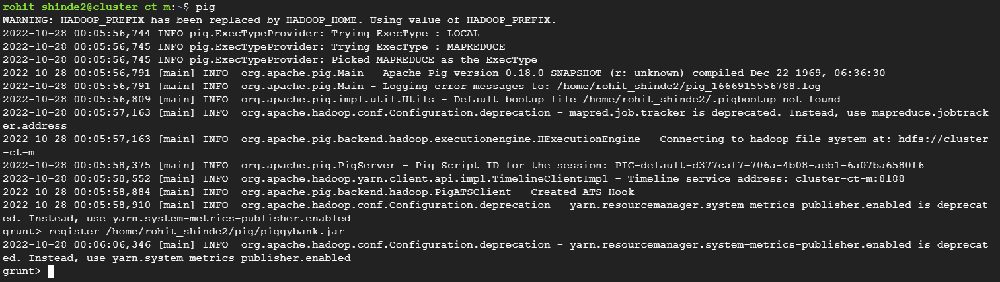 rohit_shinde2@cluster-ct-m:~$ pig
WARNING: HADOOP_PREFIX has been replaced by HADOOP_HOME. Using value of HADOOP_PREFIX.
2022-10-28 00:05:56,744 INFO pig.ExecTypeProvider: Trying ExecType : LOCAL
2022-10-28 00:05:56,745 INFO pig.ExecTypeProvider: Trying ExecType : MAPREDUCE
2022-10-28 00:05:56,745 INFO pig.ExecTypeProvider: Picked MAPREDUCE as the ExecType
2022-10-28 00:05:56,791 [main] INFO  org.apache.pig.Main - Apache Pig version 0.18.0-SNAPSHOT (r: unknown) compiled Dec 22 1969, 06:36:30
2022-10-28 00:05:56,791 [main] INFO  org.apache.pig.Main - Logging error messages to: /home/rohit_shinde2/pig_1666915556788.log
2022-10-28 00:05:56,809 [main] INFO  org.apache.pig.impl.util.Utils - Default bootup file /home/rohit_shinde2/.pigbootup not found
2022-10-28 00:05:57,163 [main] INFO  org.apache.hadoop.conf.Configuration.deprecation - mapred.job.tracker is deprecated. Instead, use mapreduce.jobtrack
er.address
2022-10-28 00:05:57,163 [main] INFO  org.apache.pig.backend.hadoop.executionengine.HExecutionEngine - Connecting to hadoop file system at: hdfs://cluster
-ct-m
2022-10-28 00:05:58,375 [main] INFO  org.apache.pig.PigServer - Pig Script ID for the session: PIG-default-d377caf7-706a-4b08-aeb1-6a07ba6580f6
2022-10-28 00:05:58,552 [main] INFO  org.apache.hadoop.yarn.client.api.impl.TimelineClientImpl - Timeline service address: cluster-ct-m:8188
2022-10-28 00:05:58,884 [main] INFO  org.apache.pig.backend.hadoop.PigATSClient - Created ATS Hook
2022-10-28 00:05:58,910 [main] INFO  org.apache.hadoop.conf.Configuration.deprecation - yarn.resourcemanager.system-metrics-publisher.enabled is deprecat
ed. Instead, use yarn.system-metrics-publisher.enabled
grunt> register /home/rohit_shinde2/pig/piggybank.jar
2022-10-28 00:06:06,346 [main] INFO  org.apache.hadoop.conf.Configuration.deprecation - yarn.resourcemanager.system-metrics-publisher.enabled is deprecat
ed. Instead, use yarn.system-metrics-publisher.enabled
grunt>